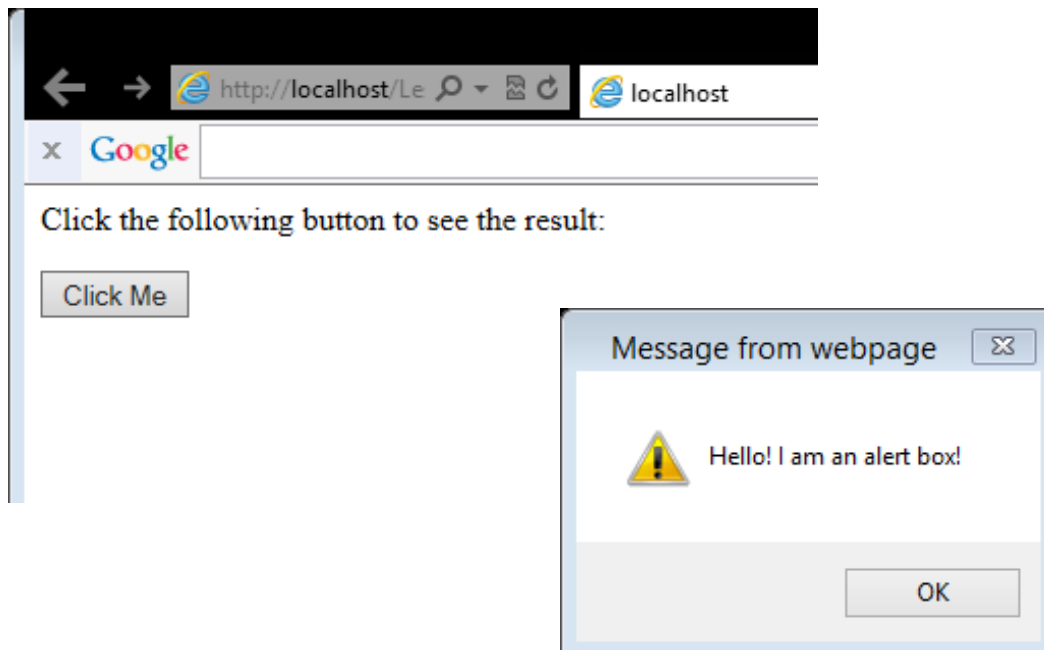 http://localhost/Le
localhost
x Google
Click the following button to see the result:
Click Me
Message from webpage
Hello! I am an alert box!
OK